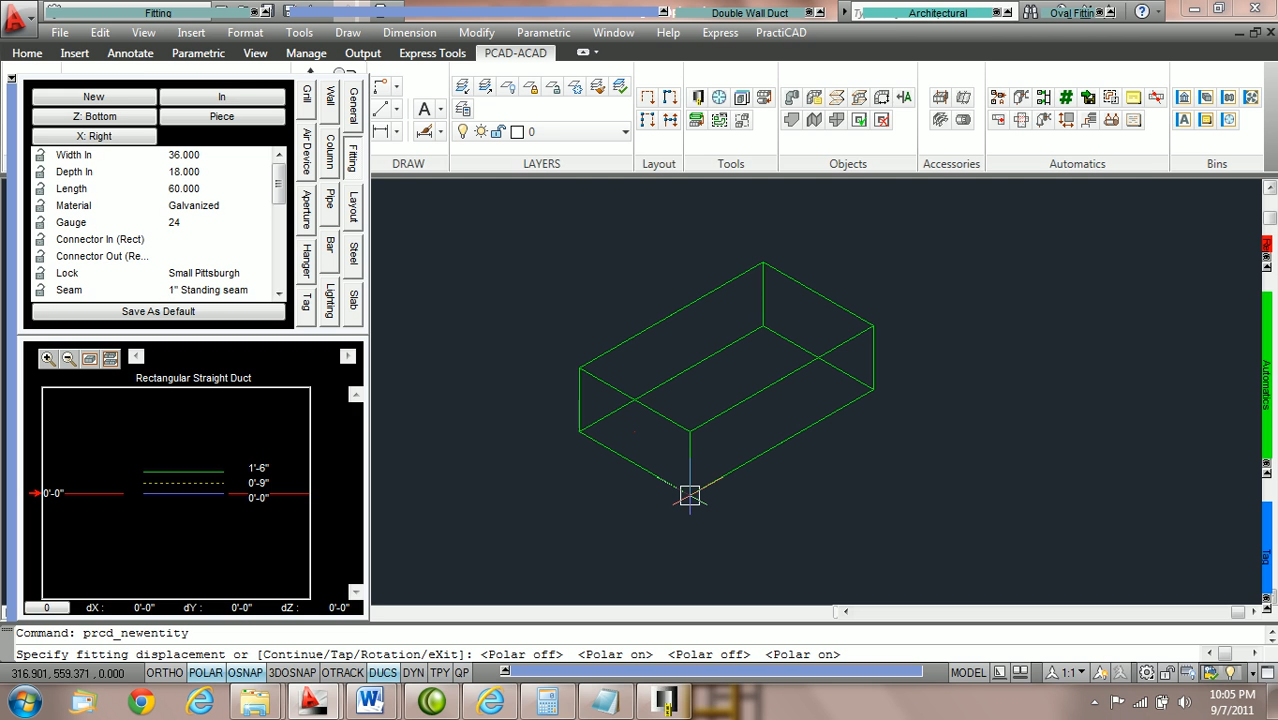 Fitting
Double Wall Duct
Architectural
Oval Fittin
File Edit View Insert Format Tools Draw Dimension Modify Parametric Window Help Express PractiCAD
Home Insert Annotate Parametric View Manage Output Express Tools PCAD-ACAD
New
In
Z: Bottom
Piece
X: Right
Width In 36.000
Depth In 18.000
Length 60.000
Material Galvanized
Gauge 24
Connector In (Rect)
Connector Out (Re...
Lock Small Pittsburgh
Seam 1" Standing seam
Save As Default
Grill
Air Device
Aperture
Hanger
Tag
Wall
Column
Pipe
Bar
Lighting
General
Fitting
Layout
Steel
Slab
A
0
DRAW
LAYERS
Layout
Tools
Objects
Accessories
Automatics
Bins
Rectangular Straight Duct
1'-6"
0'-9"
0'-0"
0'-0"
0 dX : 0'-0" dY : 0'-0" dZ : 0'-0"
Automatics
Tag
Command: prcd_newentity
Specify fitting displacement or [Continue/Tap/Rotation/eXit]: <Polar off> <Polar on> <Polar off> <Polar on>
316.901, 559.371, 0.000 ORTHO POLAR OSNAP 3DOSNAP OTRACK DUCS DYN TPY QP
MODEL
1:1
10:05 PM
9/7/2011